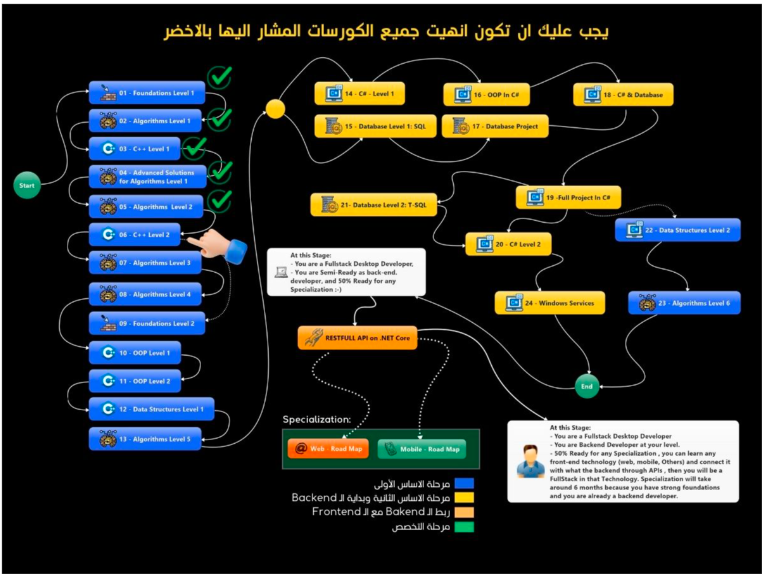 يجب عليك ان تكون انهيت جميع الكورسات المشار اليها بالاخضر
Start
01 - Foundations Level 1
02 - Algorithms Level 1
03 - C++ Level 1
04 - Advanced Solutions
for Algorithms Level 1
05 - Algorithms Level 2
06 - C++ Level 2
07 - Algorithms Level 3
08 - Algorithms Level 4
09 - Foundations Level 2
10 - OOP Level 1
11 - OOP Level 2
12 - Data Structures Level 1
13 - Algorithms Level 5
14 - C# - Level 1
15 - Database Level 1: SQL
16 - OOP In C#
17 - Database Project
18 - C# & Database
19 -Full Project In C#
21- Database Level 2: T-SQL
20 - C# Level 2
22 - Data Structures Level 2
24 - Windows Services
23 - Algorithms Level 6
End
At this Stage:
- You are a Fullstack Desktop Developer,
- You are Semi-Ready as back-end.
developer, and 50% Ready for any
Specialization :-)
RESTFULL API on .NET Core
Specialization:
@ Web - Road Map
Mobile - Road Map
At this Stage:
- You are a Fullstack Desktop Developer
- You are Backend Developer at your level.
- 50% Ready for any Specialization , you can learn any
front-end technology (web, mobile, Others) and connect it
with what the backend through APIs , then you will be a
FullStack in that Technology. Specialization will take
around 6 months because you have strong foundations
and you are already a backend developer.
مرحلة الاساس الأولى
مرحلة الاساس الثانية وبداية الـ Backend
ربط الـ Bakend مع الـ Frontend
مرحلة التخصص